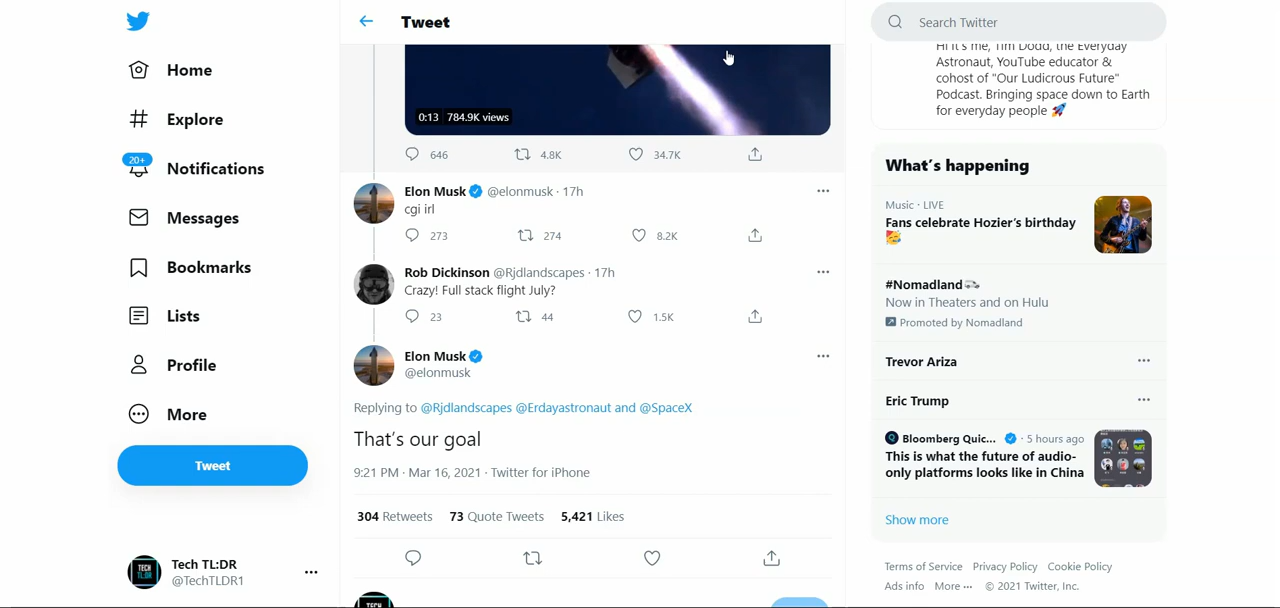 Home
Explore
20+
Notifications
Messages
Bookmarks
Lists
Profile
More
Tweet
Tech TL:DR
@TechTLDR1
Tweet
0:13 784.9K views
646 4.8K 34.7K
Elon Musk @elonmusk · 17h
cgi irl
273 274 8.2K
Rob Dickinson @Rjdlandscapes · 17h
Crazy! Full stack flight July?
23 44 1.5K
Elon Musk
@elonmusk
Replying to @Rjdlandscapes @Erdayastronaut and @SpaceX
That's our goal
9:21 PM · Mar 16, 2021 · Twitter for iPhone
304 Retweets 73 Quote Tweets 5,421 Likes
TECH
Search Twitter
Hi It's me, Tim Dodd, the Everyday
Astronaut, YouTube educator &
cohost of "Our Ludicrous Future"
Podcast. Bringing space down to Earth
for everyday people 🚀
What's happening
Music · LIVE
Fans celebrate Hozier's birthday
🥳
#Nomadland
Now in Theaters and on Hulu
Promoted by Nomadland
Trevor Ariza
Eric Trump
Bloomberg Quic... · 5 hours ago
This is what the future of audio-
only platforms looks like in China
Show more
Terms of Service Privacy Policy Cookie Policy
Ads info More ··· © 2021 Twitter, Inc.